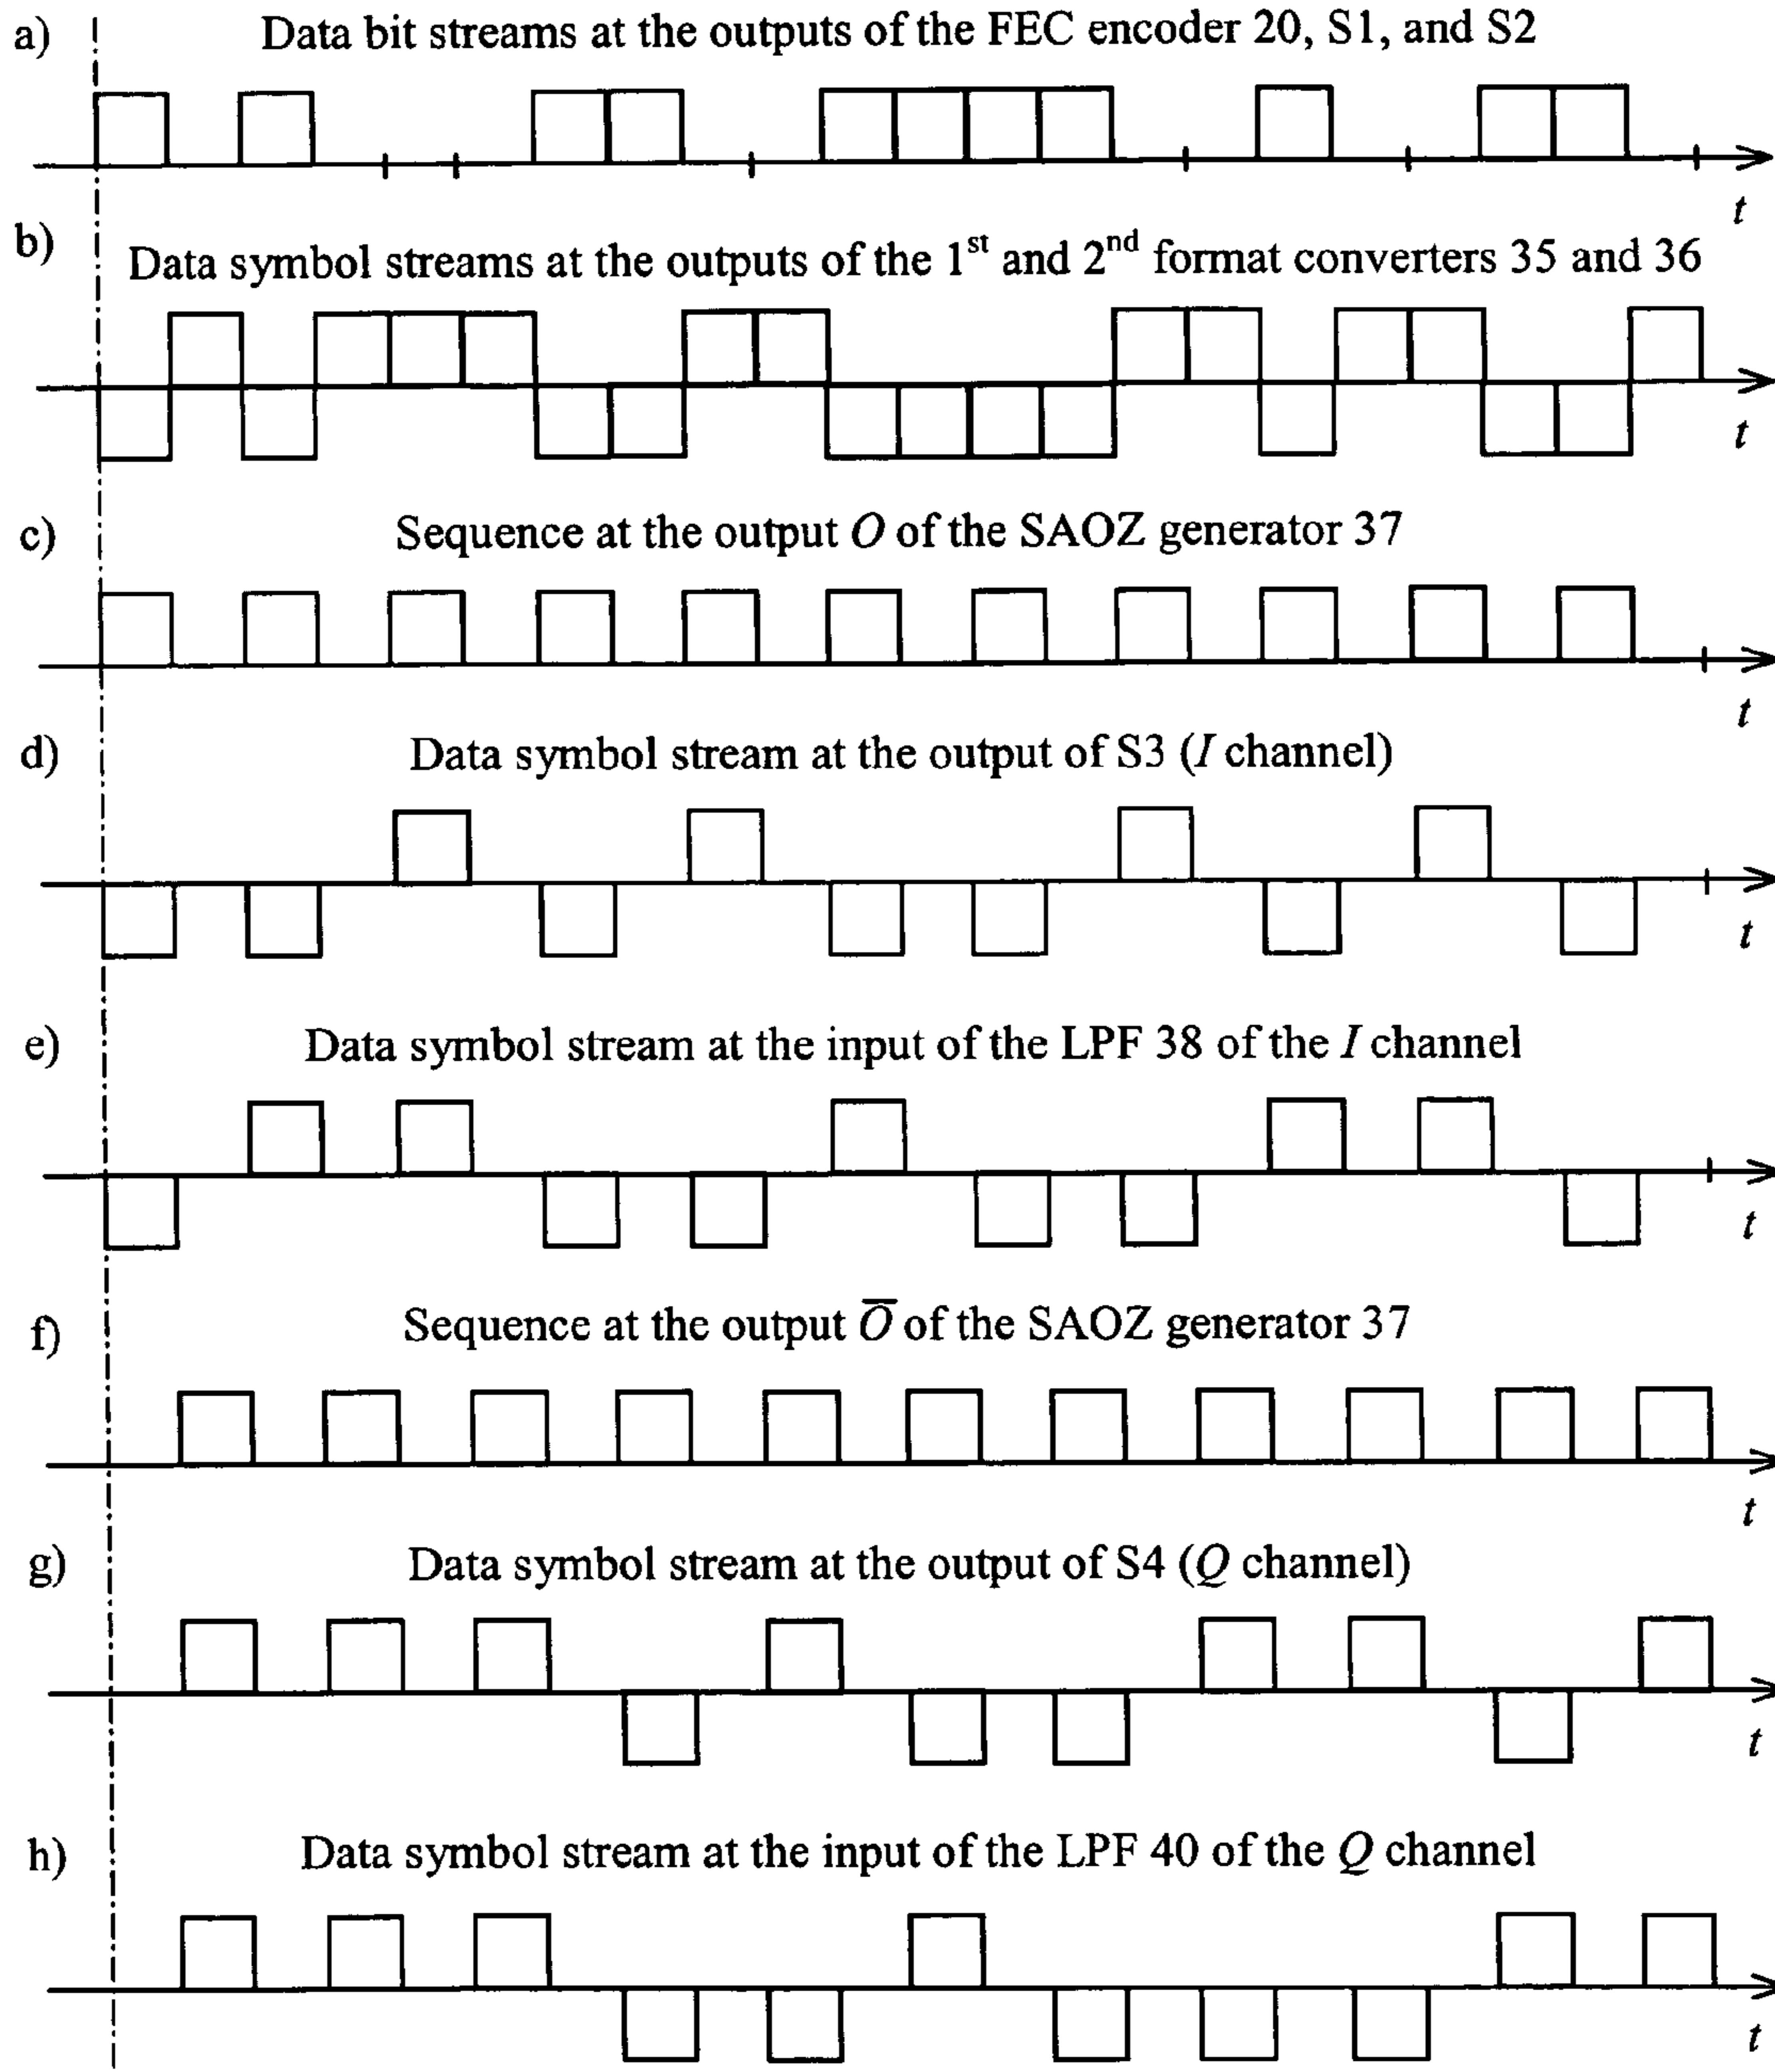 a) Data bit streams at the outputs of the FEC encoder 20, S1, and S2
t
b) Data symbol streams at the outputs of the 1st and 2nd format converters 35 and 36
t
c) Sequence at the output O of the SAOZ generator 37
t
d) Data symbol stream at the output of S3 (I channel)
t
e) Data symbol stream at the input of the LPF 38 of the I channel
t
f) Sequence at the output O̅ of the SAOZ generator 37
t
g) Data symbol stream at the output of S4 (Q channel)
t
h) Data symbol stream at the input of the LPF 40 of the Q channel
t